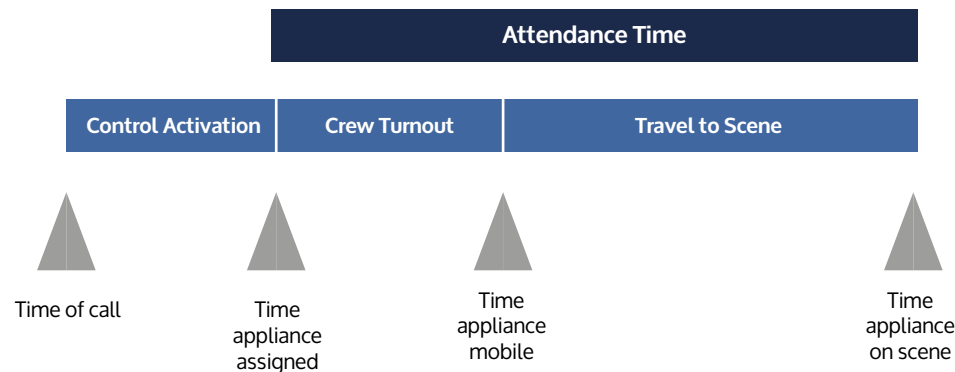 Attendance Time
Control Activation
Crew Turnout
Travel to Scene
Time of call
Time
appliance
assigned
Time
appliance
mobile
Time
appliance
on scene